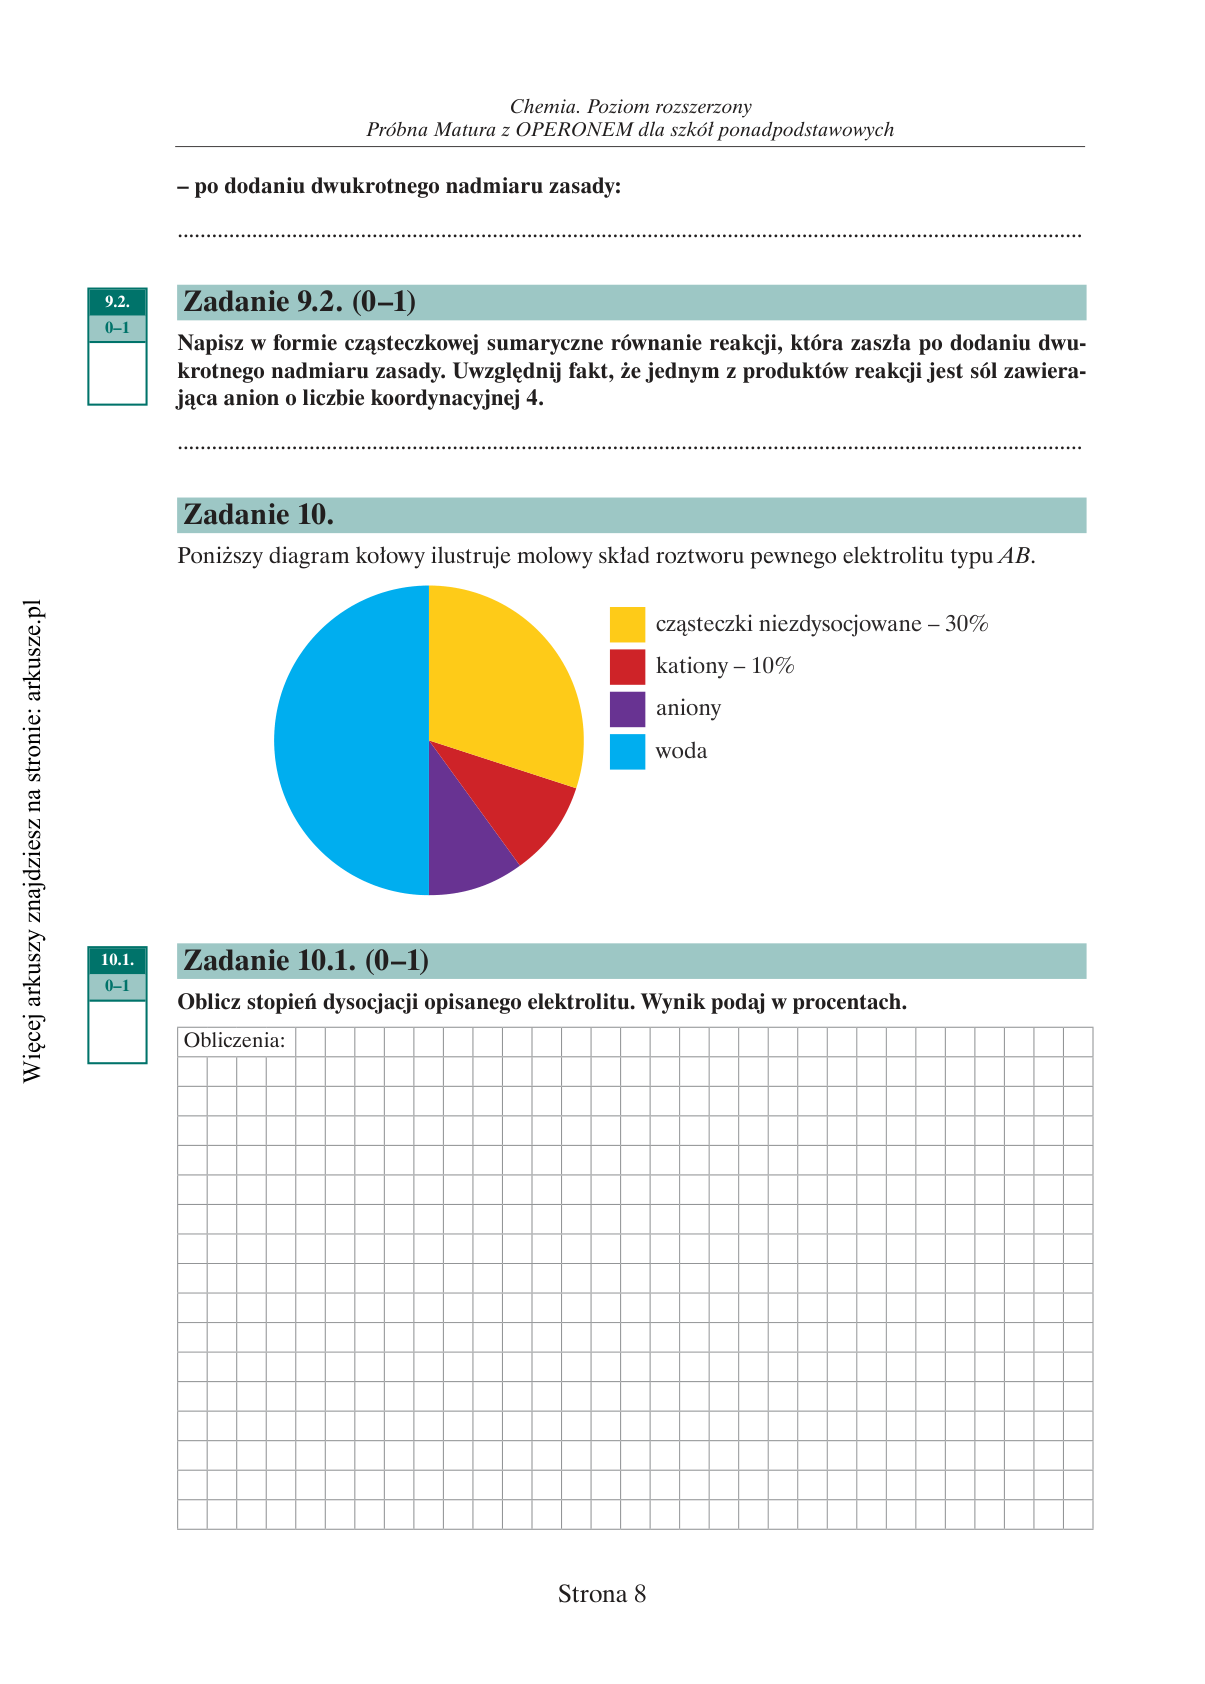 Chemia. Poziom rozszerzony
Próbna Matura z OPERONEM dla szkół ponadpodstawowych
– po dodaniu dwukrotnego nadmiaru zasady:
9.2.
0–1
Zadanie 9.2. (0–1)
Napisz w formie cząsteczkowej sumaryczne równanie reakcji, która zaszła po dodaniu dwu-
krotnego nadmiaru zasady. Uwzględnij fakt, że jednym z produktów reakcji jest sól zawiera-
jąca anion o liczbie koordynacyjnej 4.
Zadanie 10.
Poniższy diagram kołowy ilustruje molowy skład roztworu pewnego elektrolitu typu AB.
cząsteczki niezdysocjowane – 30%
kationy – 10%
aniony
woda
10.1.
0–1
Zadanie 10.1. (0–1)
Oblicz stopień dysocjacji opisanego elektrolitu. Wynik podaj w procentach.
Obliczenia:
Strona 8
Więcej arkuszy znajdziesz na stronie: arkusze.pl